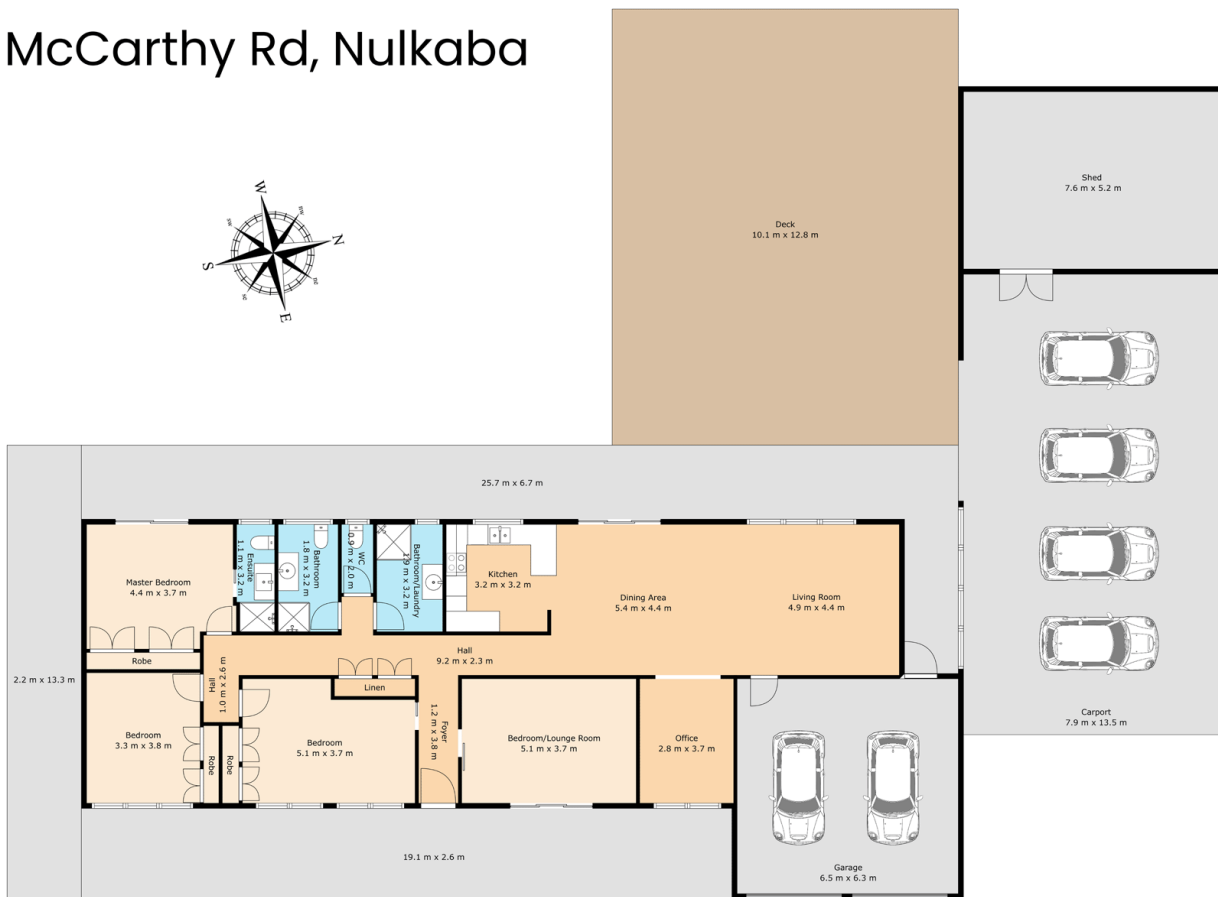 McCarthy Rd, Nulkaba
W
NW
N
NE
E
SE
S
SW
Deck
10.1 m x 12.8 m
Shed
7.6 m x 5.2 m
25.7 m x 6.7 m
2.2 m x 13.3 m
Master Bedroom
4.4 m x 3.7 m
Robe
Ensuite
1.1 m x 3.2 m
Bathroom
1.8 m x 3.2 m
WC
0.9 m x 2.0 m
Bathroom/Laundry
1.9 m x 3.2 m
Kitchen
3.2 m x 3.2 m
Dining Area
5.4 m x 4.4 m
Living Room
4.9 m x 4.4 m
Hall
9.2 m x 2.3 m
Hall
1.0 m x 2.6 m
Linen
Bedroom
3.3 m x 3.8 m
Robe
Robe
Bedroom
5.1 m x 3.7 m
Foyer
1.2 m x 3.8 m
Bedroom/Lounge Room
5.1 m x 3.7 m
Office
2.8 m x 3.7 m
Carport
7.9 m x 13.5 m
Garage
6.5 m x 6.3 m
19.1 m x 2.6 m